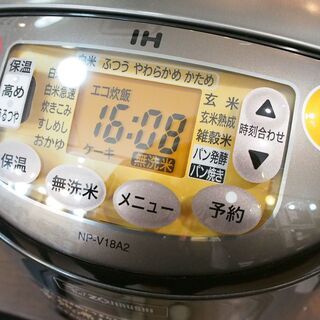 IH
白米 ふつう やわらかめ かため
保温
高め
白米急速
炊きこみ
すしめし
おかゆ
エコ炊飯
16:08
ケーキ
無洗米
玄米
玄米熟成
雑穀米
パン発酵
パン焼き
時刻合わせ
保温
無洗米
メニュー
予約
NP-V18A2
ZOJIRUSHI